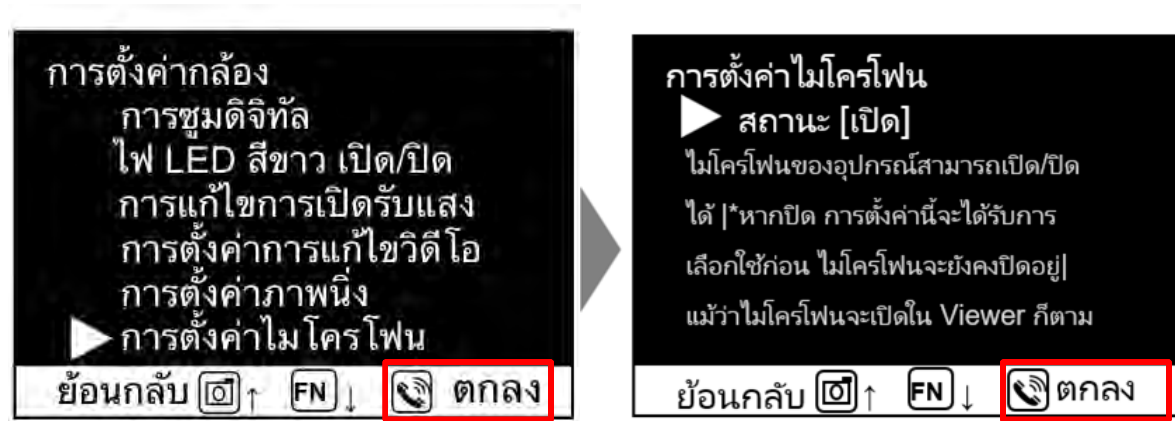 การตั้งค่ากล้อง
การซูมดิจิทัล
ไฟ LED สีขาว เปิด/ปิด
การแก้ไขการเปิดรับแสง
การตั้งค่าการแก้ไขวิดีโอ
การตั้งค่าภาพนิ่ง
การตั้งค่าไมโครโฟน
ย้อนกลับ ↑ FN ↓ ตกลง
การตั้งค่าไมโครโฟน
สถานะ [เปิด]
ไมโครโฟนของอุปกรณ์สามารถเปิด/ปิด
ได้ |*หากปิด การตั้งค่านี้จะได้รับการ
เลือกใช้ก่อน ไมโครโฟนจะยังคงปิดอยู่|
แม้ว่าไมโครโฟนจะเปิดใน Viewer ก็ตาม
ย้อนกลับ ↑ FN ↓ ตกลง